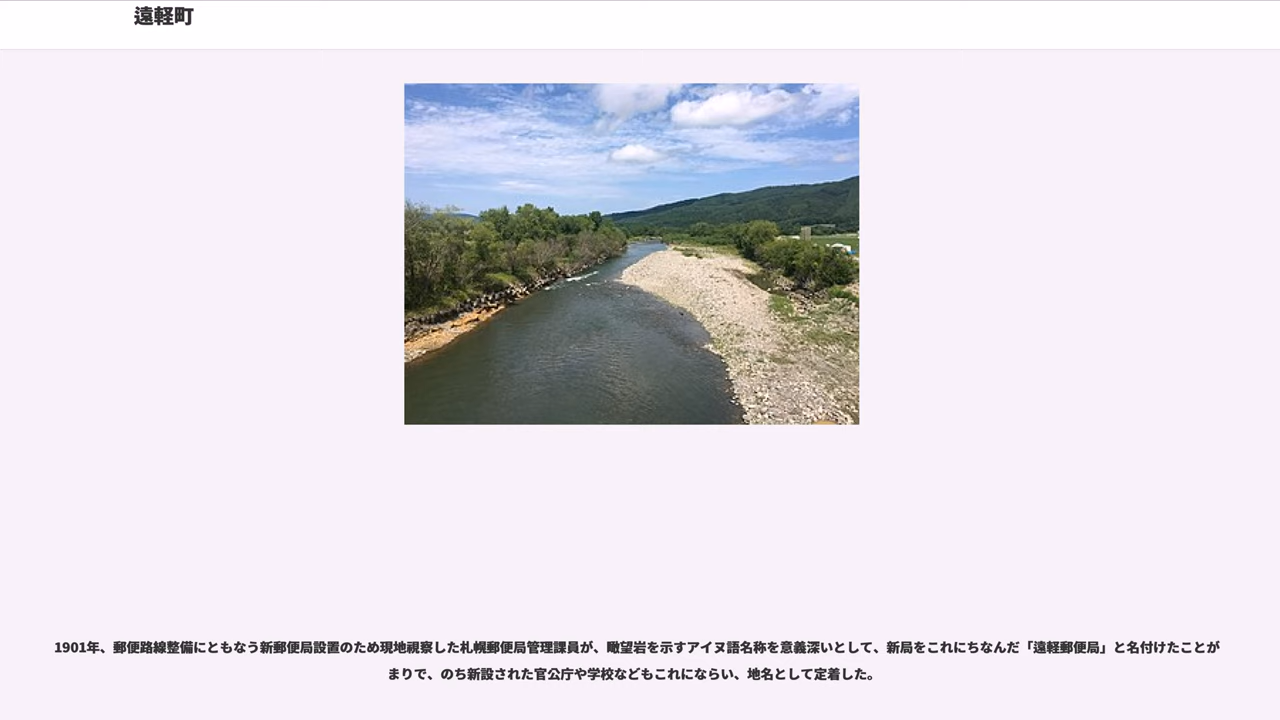 遠軽町
1901年、郵便路線整備にともなう新郵便局設置のため現地視察した札幌郵便局管理課員が、瞰望岩を示すアイヌ語名称を意義深いとして、新局をこれにちなんだ「遠軽郵便局」と名付けたことが
まりで、のち新設された官公庁や学校などもこれにならい、地名として定着した。